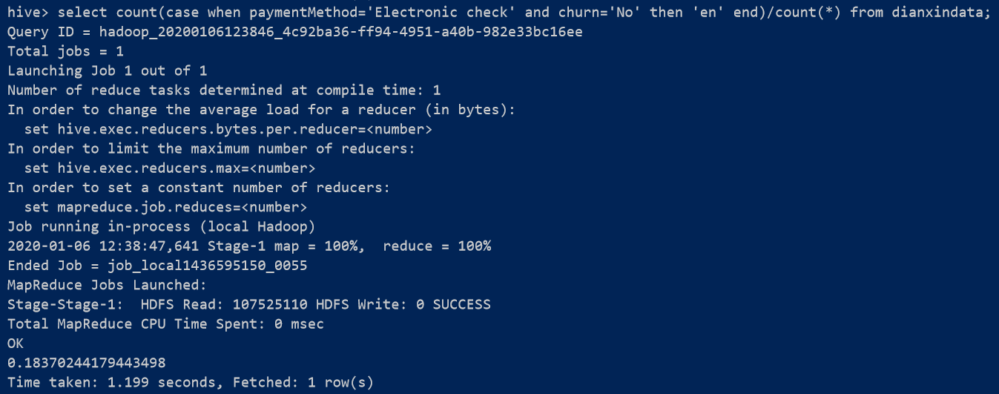 hive> select count(case when paymentMethod='Electronic check' and churn='No' then 'en' end)/count(*) from dianxindata;
Query ID = hadoop_20200106123846_4c92ba36-ff94-4951-a40b-982e33bc16ee
Total jobs = 1
Launching Job 1 out of 1
Number of reduce tasks determined at compile time: 1
In order to change the average load for a reducer (in bytes):
  set hive.exec.reducers.bytes.per.reducer=<number>
In order to limit the maximum number of reducers:
  set hive.exec.reducers.max=<number>
In order to set a constant number of reducers:
  set mapreduce.job.reduces=<number>
Job running in-process (local Hadoop)
2020-01-06 12:38:47,641 Stage-1 map = 100%,  reduce = 100%
Ended Job = job_local1436595150_0055
MapReduce Jobs Launched:
Stage-Stage-1:  HDFS Read: 107525110 HDFS Write: 0 SUCCESS
Total MapReduce CPU Time Spent: 0 msec
OK
0.18370244179443498
Time taken: 1.199 seconds, Fetched: 1 row(s)